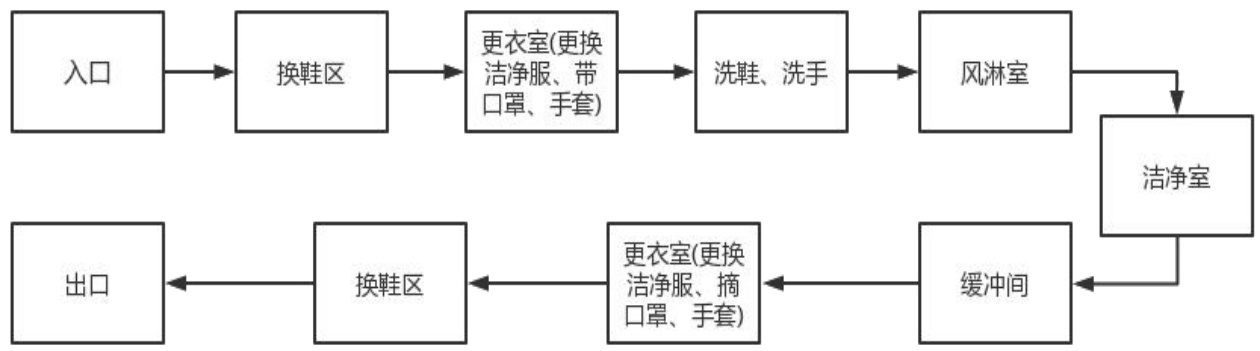 入口
换鞋区
更衣室(更换
洁净服、带
口罩、手套)
洗鞋、洗手
风淋室
洁净室
缓冲间
更衣室(更换
洁净服、摘
口罩、手套)
换鞋区
出口